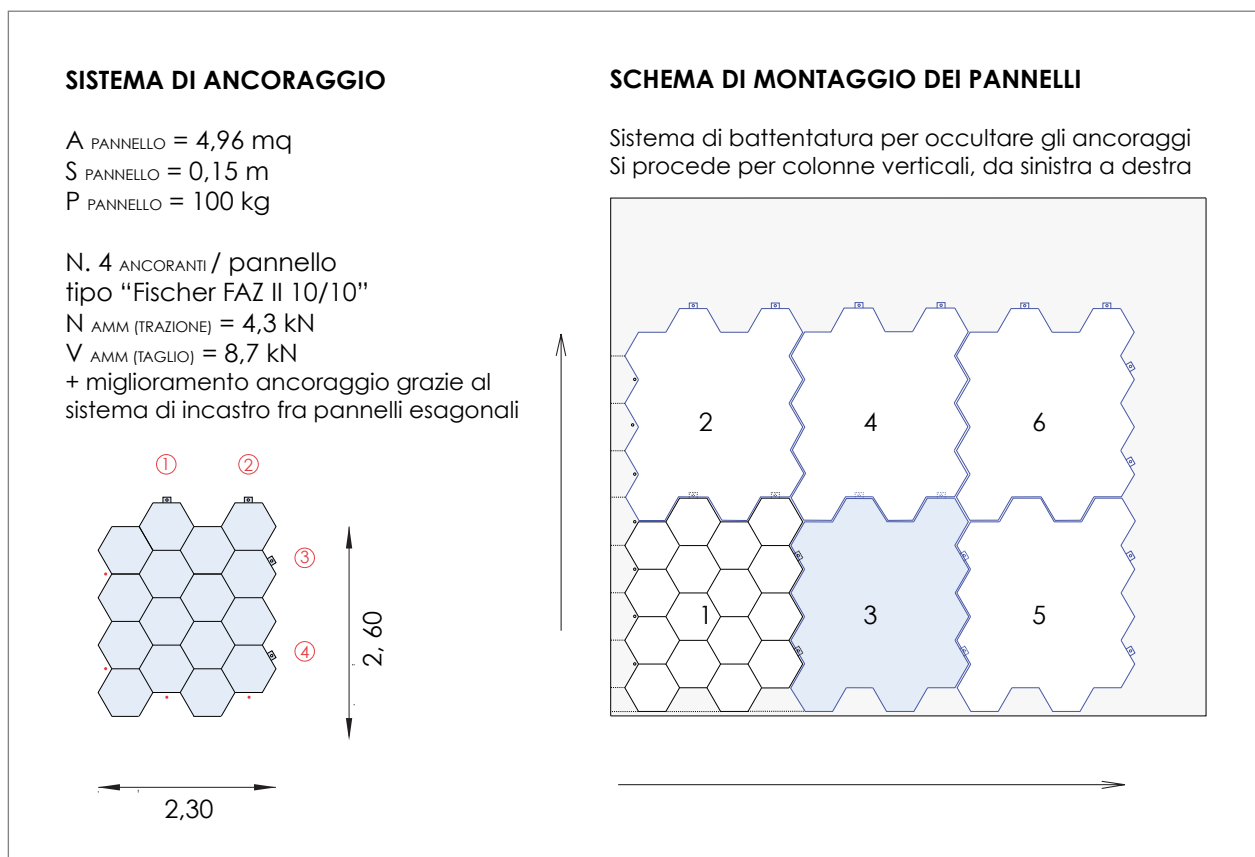 SISTEMA DI ANCORAGGIO
A PANNELLO = 4,96 mq
S PANNELLO = 0,15 m
P PANNELLO = 100 kg
N. 4 ANCORANTI / pannello
tipo “Fischer FAZ II 10/10”
N AMM (TRAZIONE) = 4,3 kN
V AMM (TAGLIO) = 8,7 kN
+ miglioramento ancoraggio grazie al
sistema di incastro fra pannelli esagonali
1
2
3
4
2, 60
2,30
SCHEMA DI MONTAGGIO DEI PANNELLI
Sistema di battentatura per occultare gli ancoraggi
Si procede per colonne verticali, da sinistra a destra
2
4
6
1
3
5